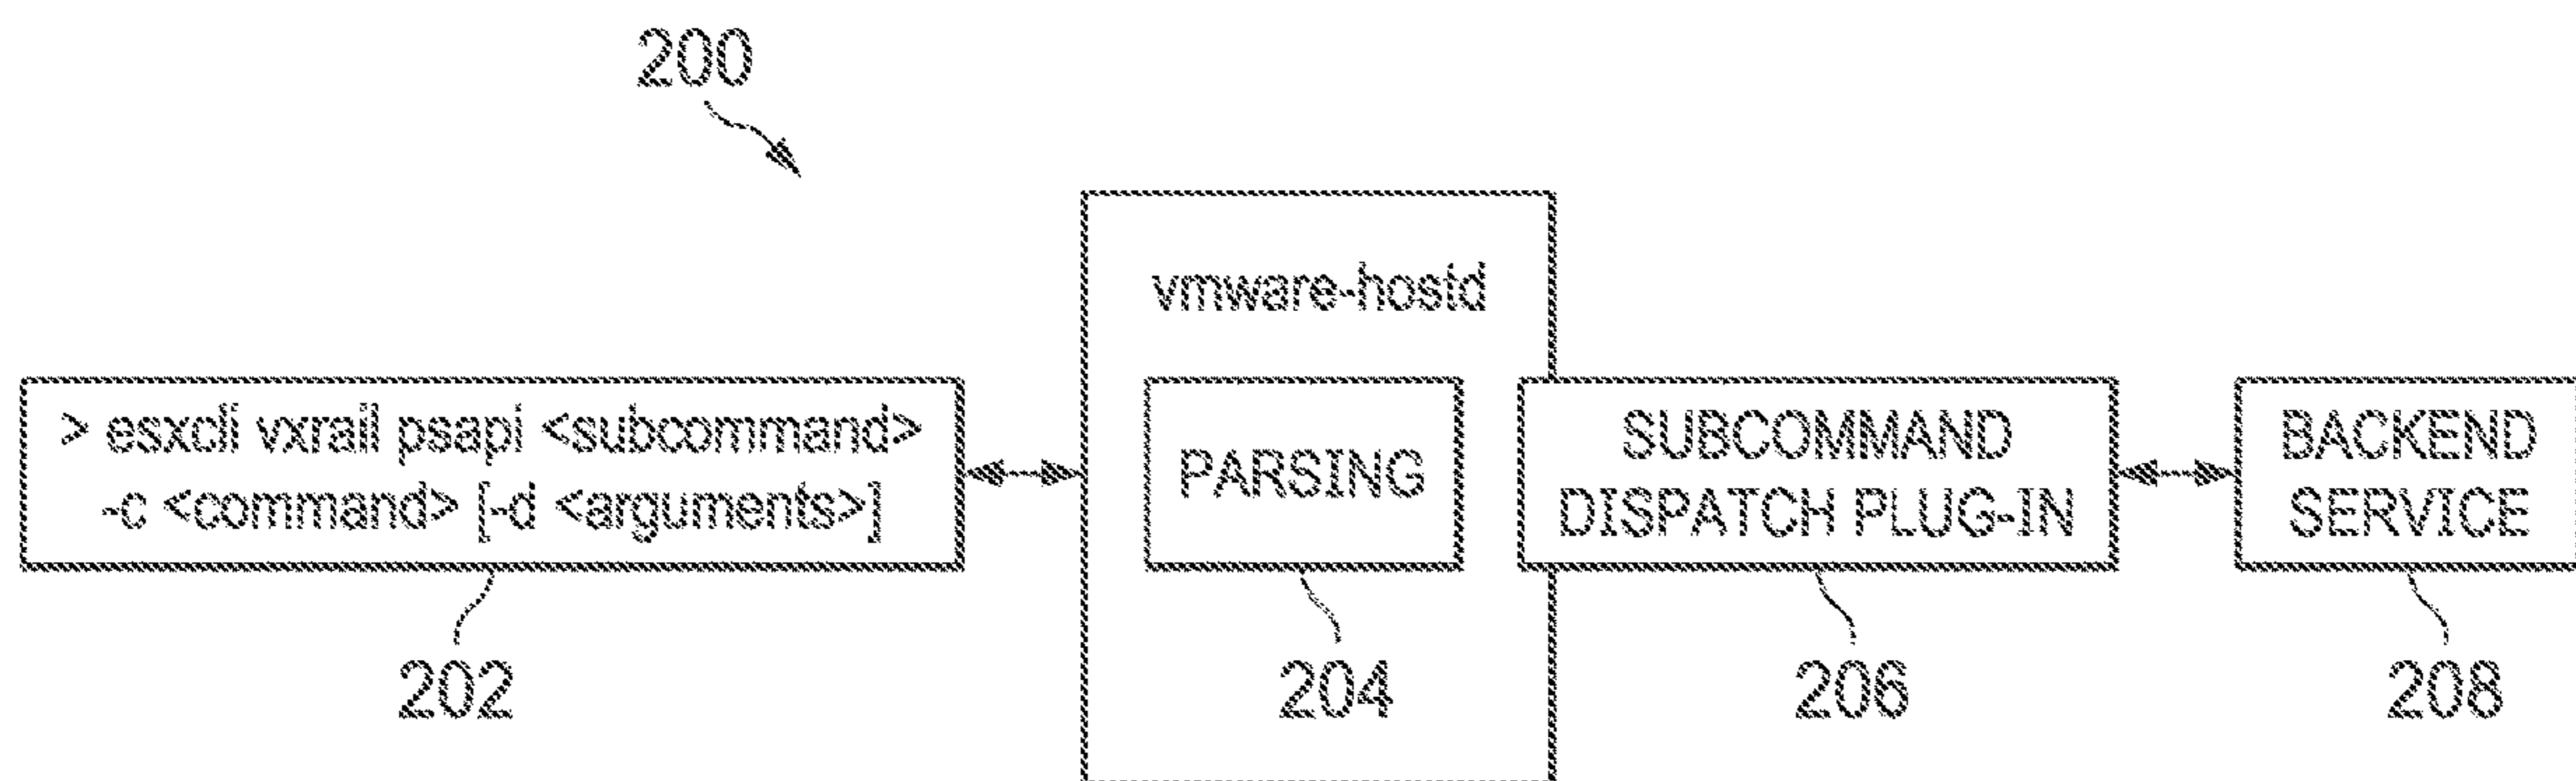 200
vmware-hostd
> esxcli vxrail psapi <subcommand>
-c <command> [-d <arguments>]
PARSING
SUBCOMMAND
DISPATCH PLUG-IN
BACKEND
SERVICE
202
204
206
208